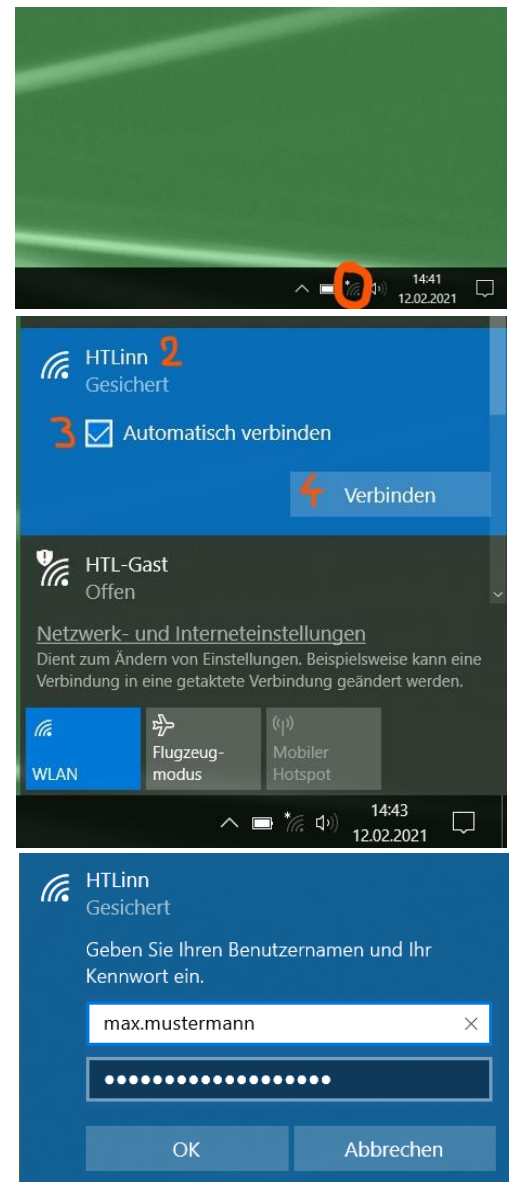 14:41
12.02.2021
HTLinn 2
Gesichert
3 Automatisch verbinden
4 Verbinden
HTL-Gast
Offen
Netzwerk- und Interneteinstellungen
Dient zum Ändern von Einstellungen. Beispielsweise kann eine
Verbindung in eine getaktete Verbindung geändert werden.
WLAN
Flugzeug-
modus
Mobiler
Hotspot
14:43
12.02.2021
HTLinn
Gesichert
Geben Sie Ihren Benutzernamen und Ihr
Kennwort ein.
max.mustermann
OK Abbrechen